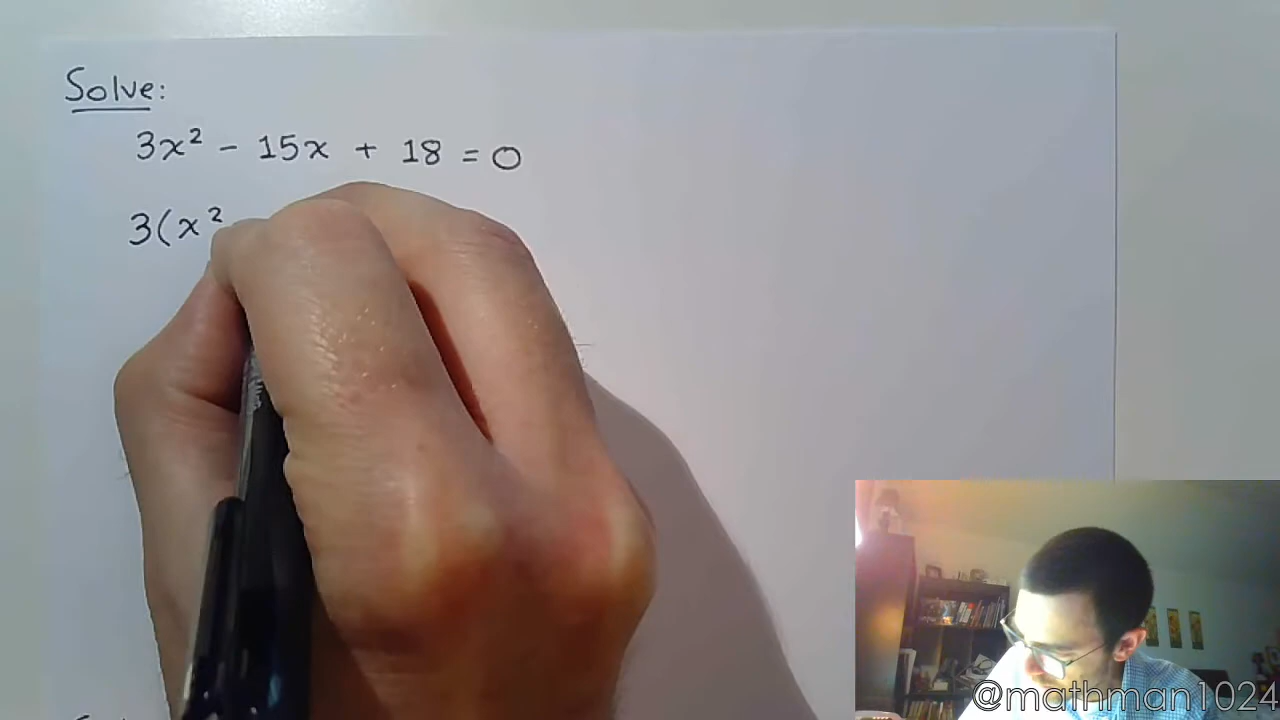 Solve:
3x² - 15x + 18 = 0
3(x²
@mathman1024